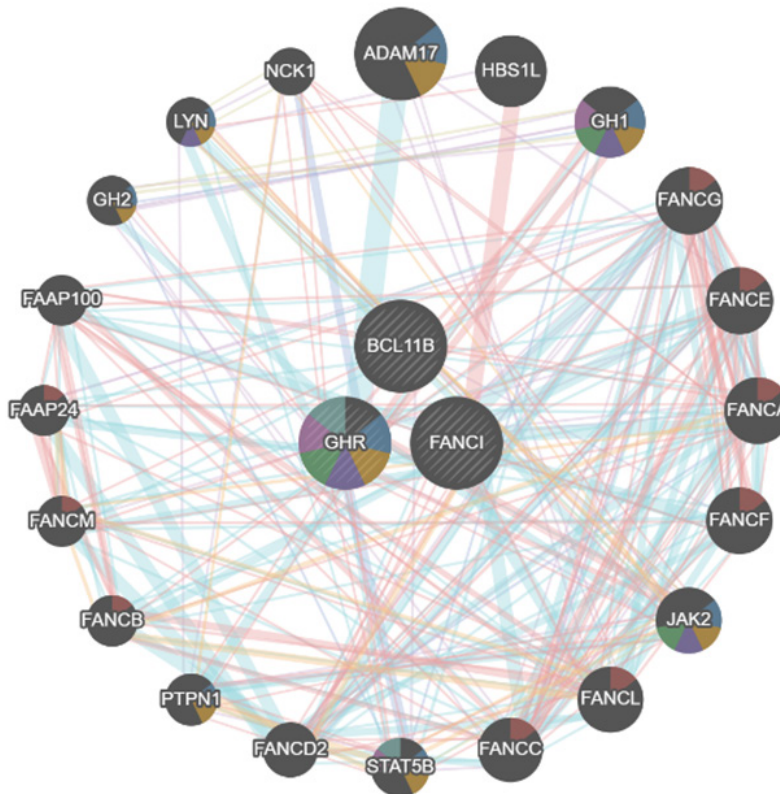 ADAM17
NCK1
HBS1L
LYN
GH1
GH2
FANCG
FAAP100
FANCE
BCL11B
FAAP24
FANCA
GHR
FANCI
FANCM
FANCF
FANCB
JAK2
PTPN1
FANCL
FANCD2
FANCC
STAT5B